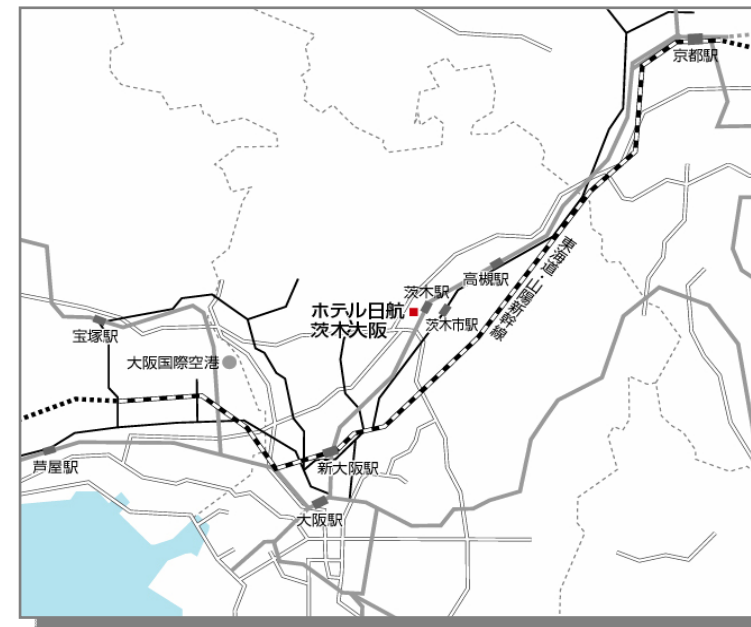 京都駅
東海道・山陽新幹線
高槻駅
茨木駅
ホテル日航
茨木大阪
茨木市駅
宝塚駅
大阪国際空港
芦屋駅
新大阪駅
大阪駅